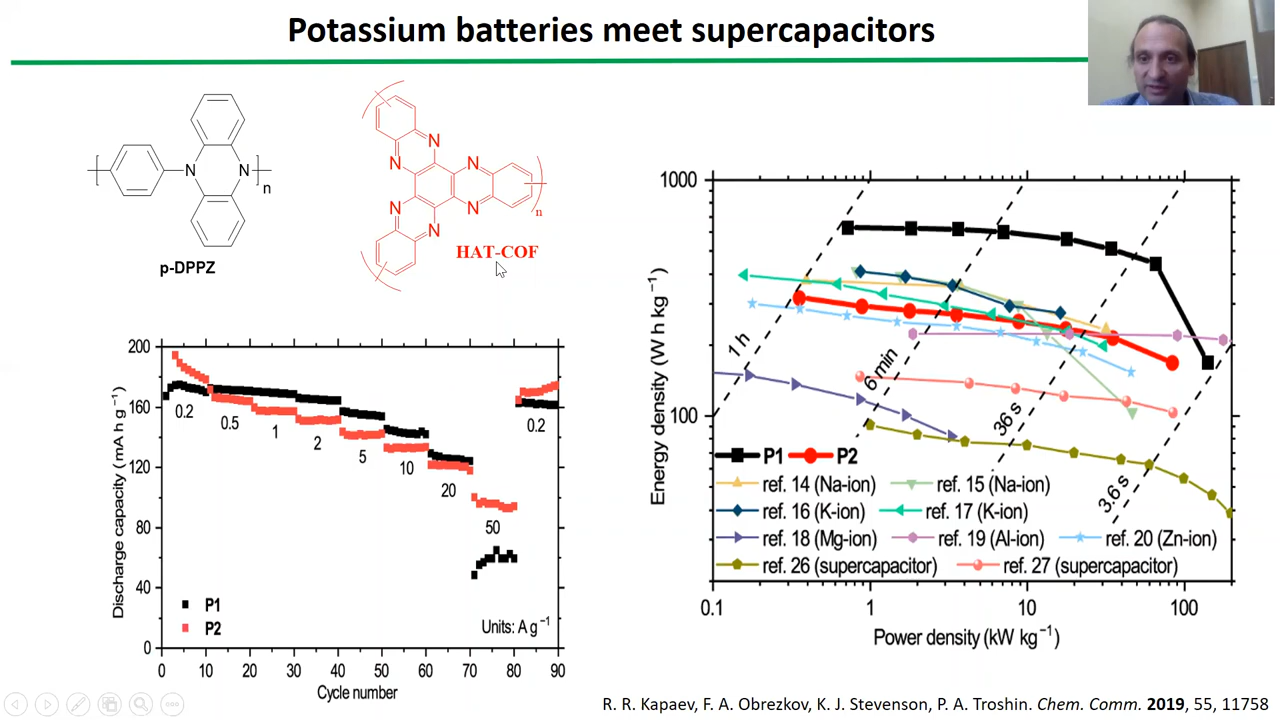 Potassium batteries meet supercapacitors
N
N
n
p-DPPZ
N
N
N
N
N
N
n
HAT-COF
Discharge capacity (mA h g⁻¹)
200
160
120
80
40
0
0.2
0.5
1
2
5
10
20
50
0.2
P1
P2
Units: A g⁻¹
0 10 20 30 40 50 60 70 80 90
Cycle number
Energy density (W h kg⁻¹)
1000
100
1 h
6 min
36 s
3.6 s
P1 P2
ref. 14 (Na-ion) ref. 15 (Na-ion)
ref. 16 (K-ion) ref. 17 (K-ion)
ref. 18 (Mg-ion) ref. 19 (Al-ion) ref. 20 (Zn-ion)
ref. 26 (supercapacitor) ref. 27 (supercapacitor)
0.1 1 10 100
Power density (kW kg⁻¹)
R. R. Kapaev, F. A. Obrezkov, K. J. Stevenson, P. A. Troshin. Chem. Comm. 2019, 55, 11758